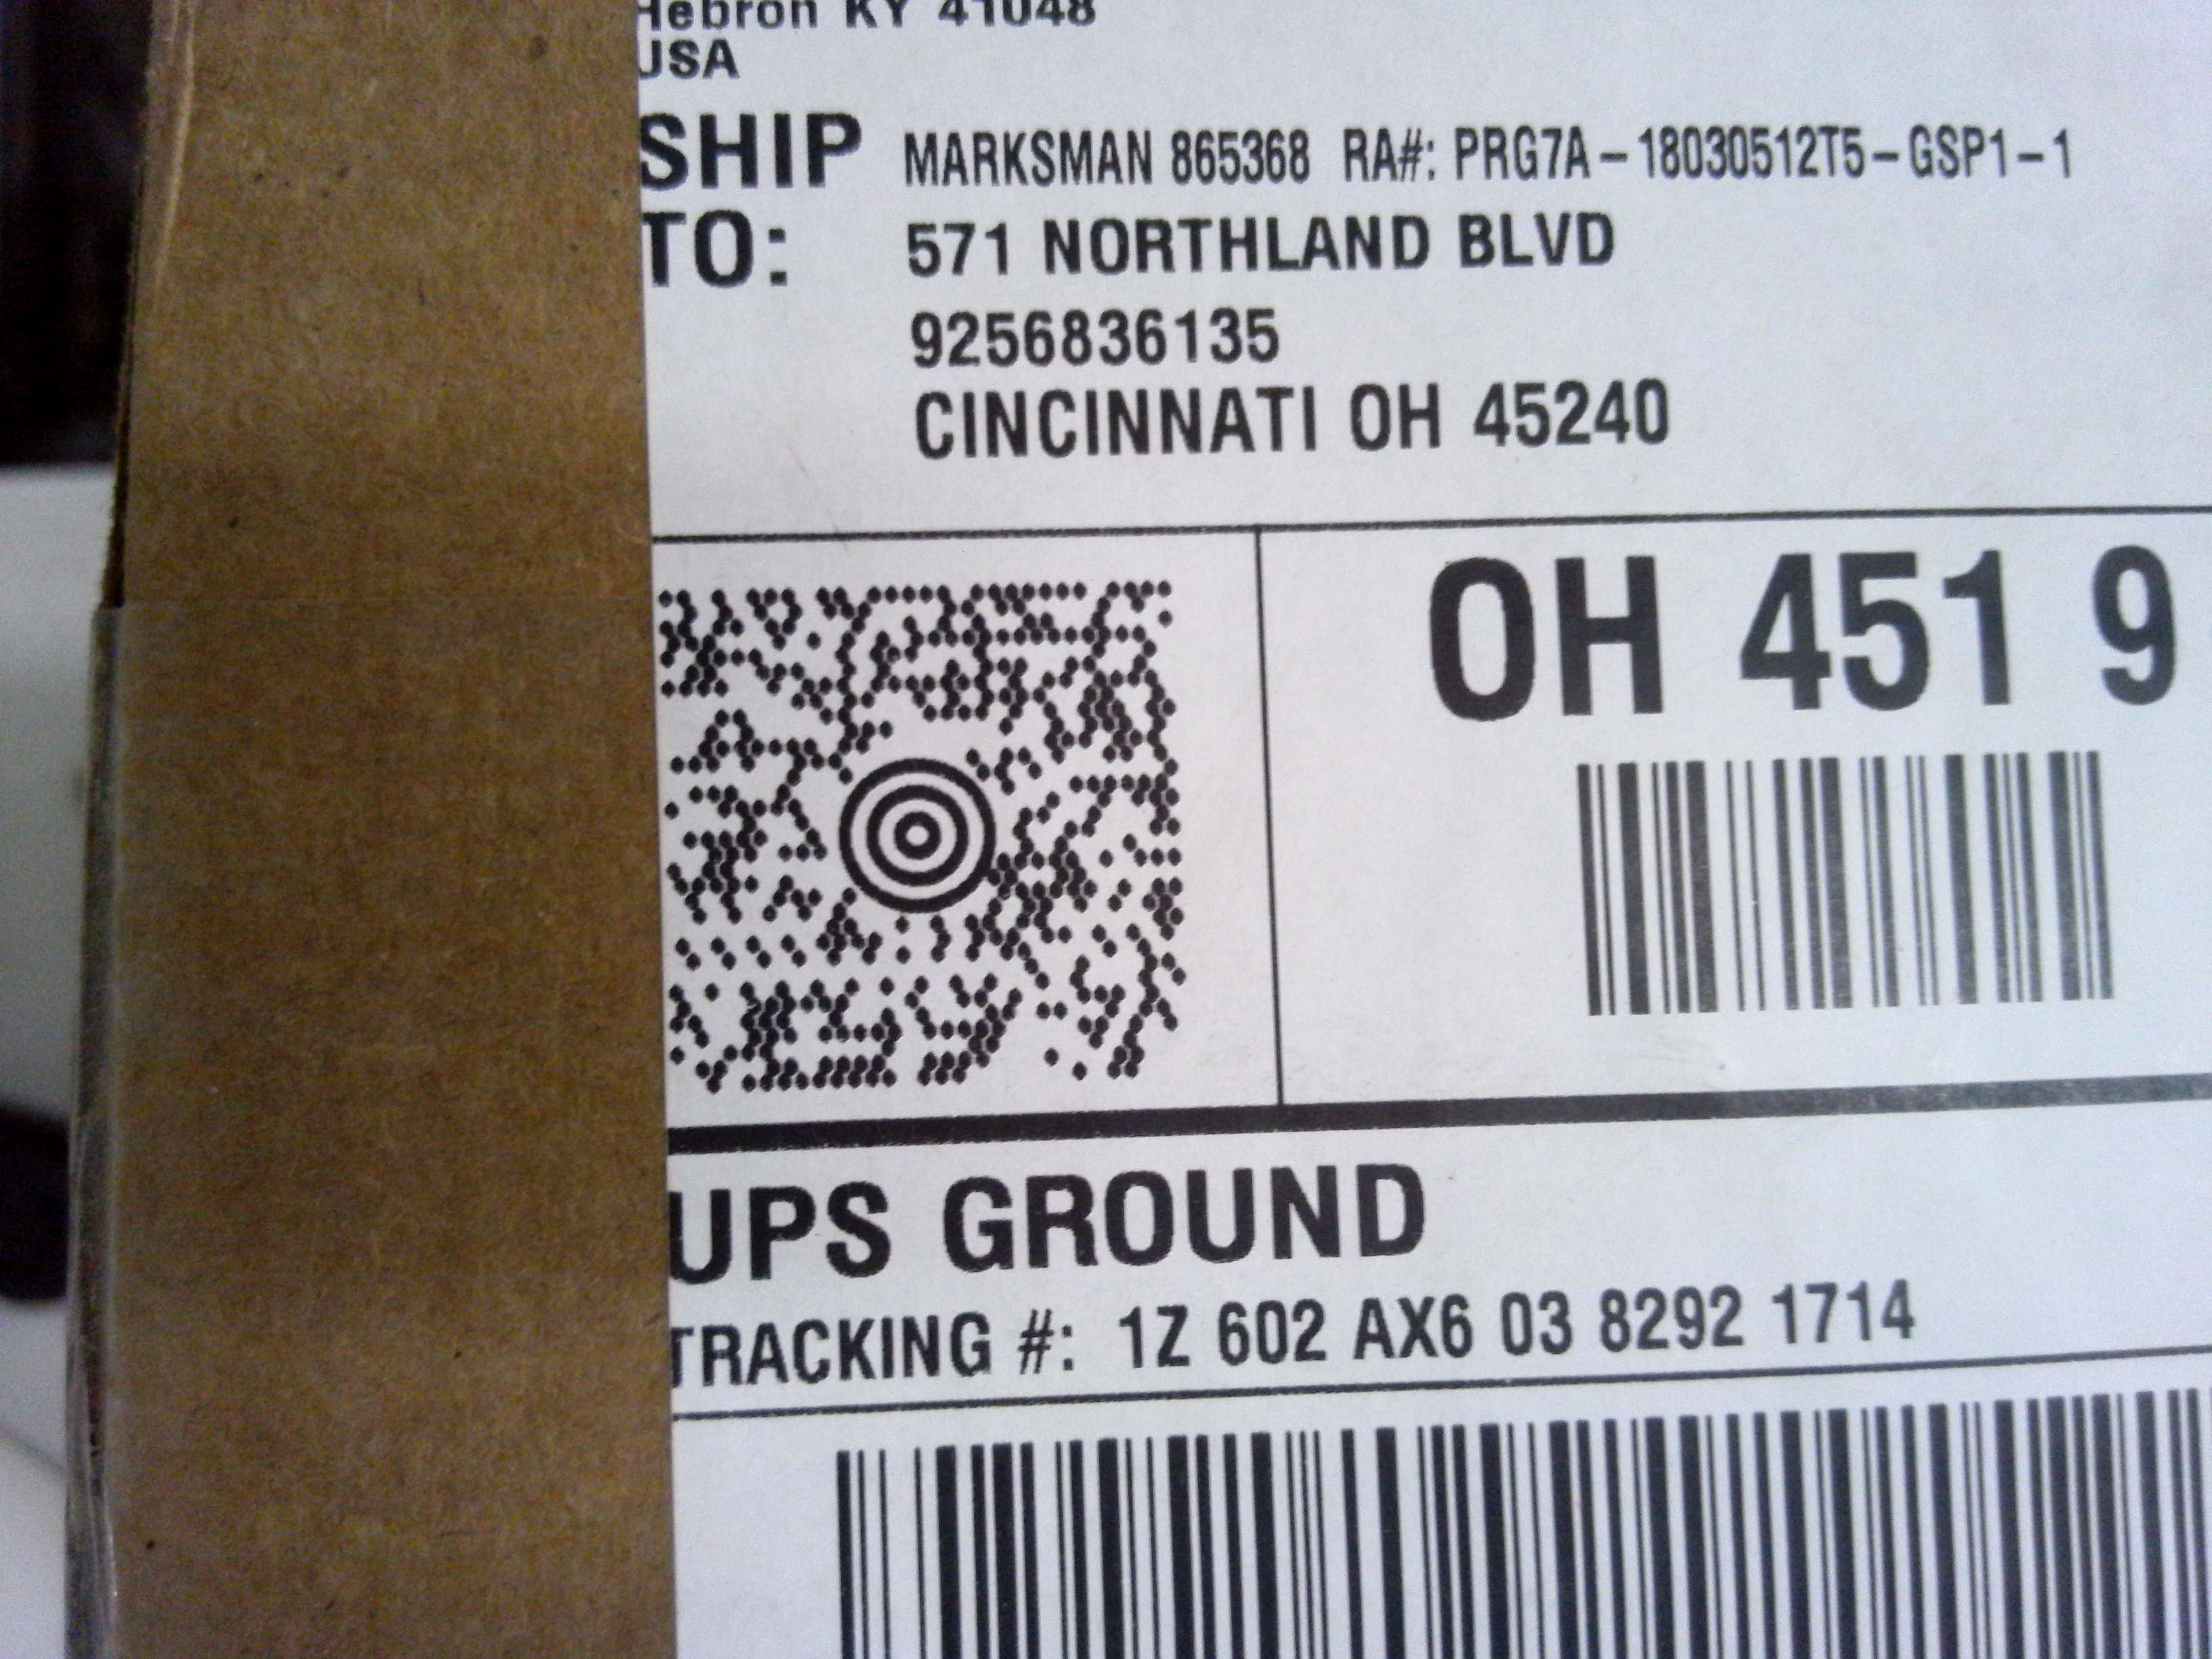 Hebron KY 41048
USA
SHIP TO: MARKSMAN 865368 RA#: PRG7A-18030512T5-GSP1-1
571 NORTHLAND BLVD
9256836135
CINCINNATI OH 45240
OH 451 9
UPS GROUND
TRACKING #: 1Z 602 AX6 03 8292 1714